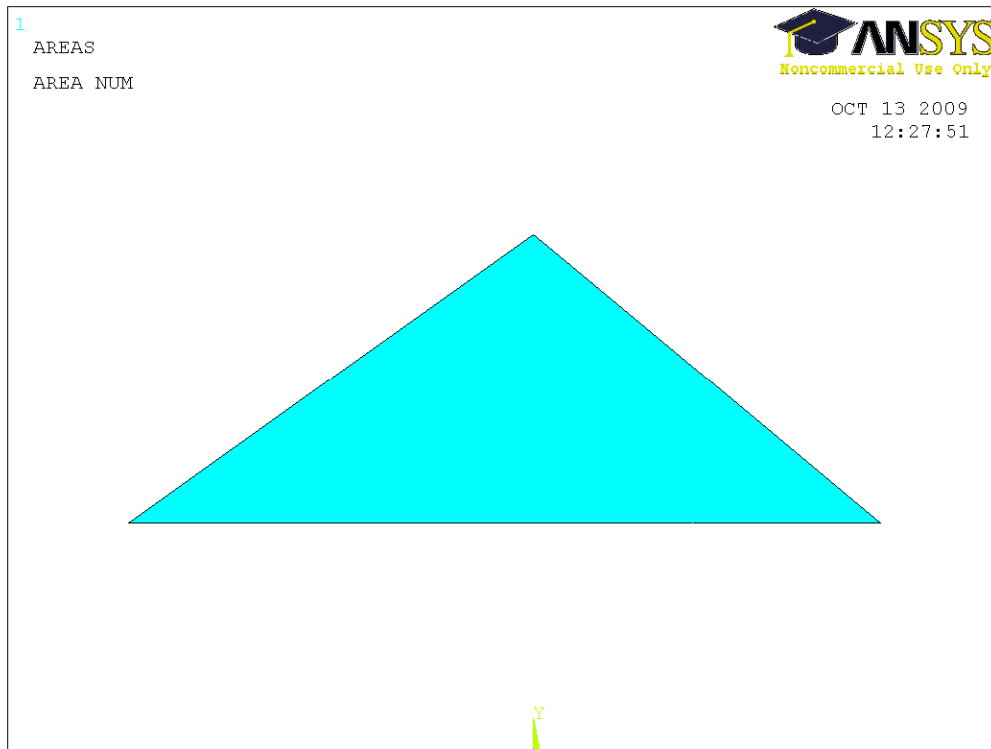 1
AREAS
AREA NUM
ANSYS
Noncommercial Use Only
OCT 13 2009
12:27:51
Y